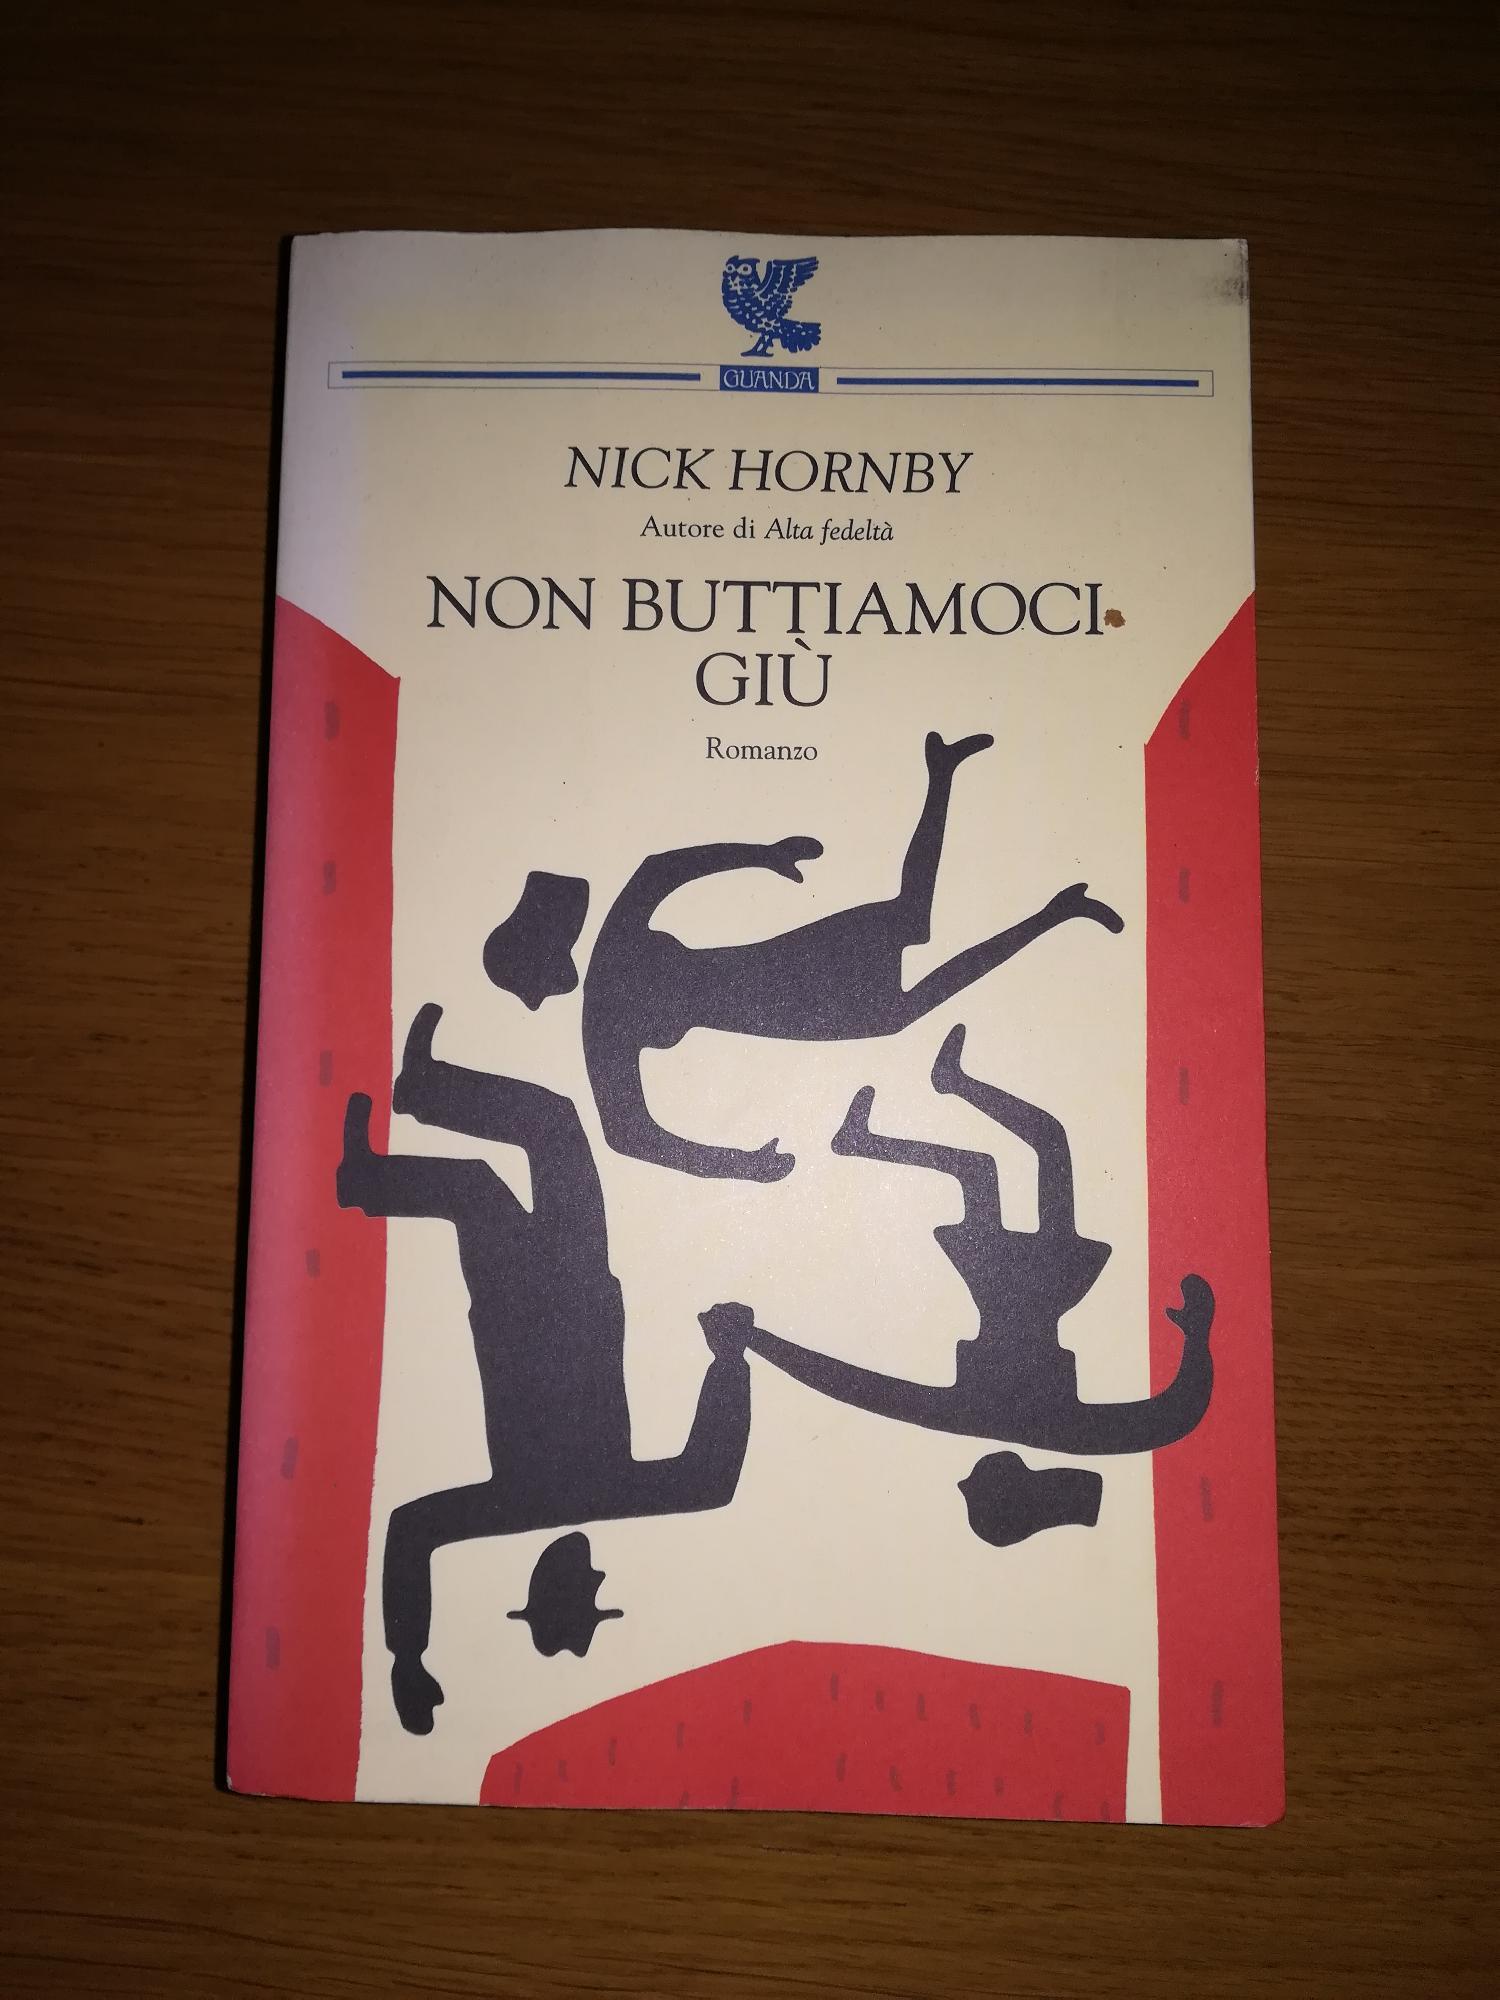 GUANDA
NICK HORNBY
Autore di Alta fedeltà
NON BUTTIAMOCI
GIÙ
Romanzo